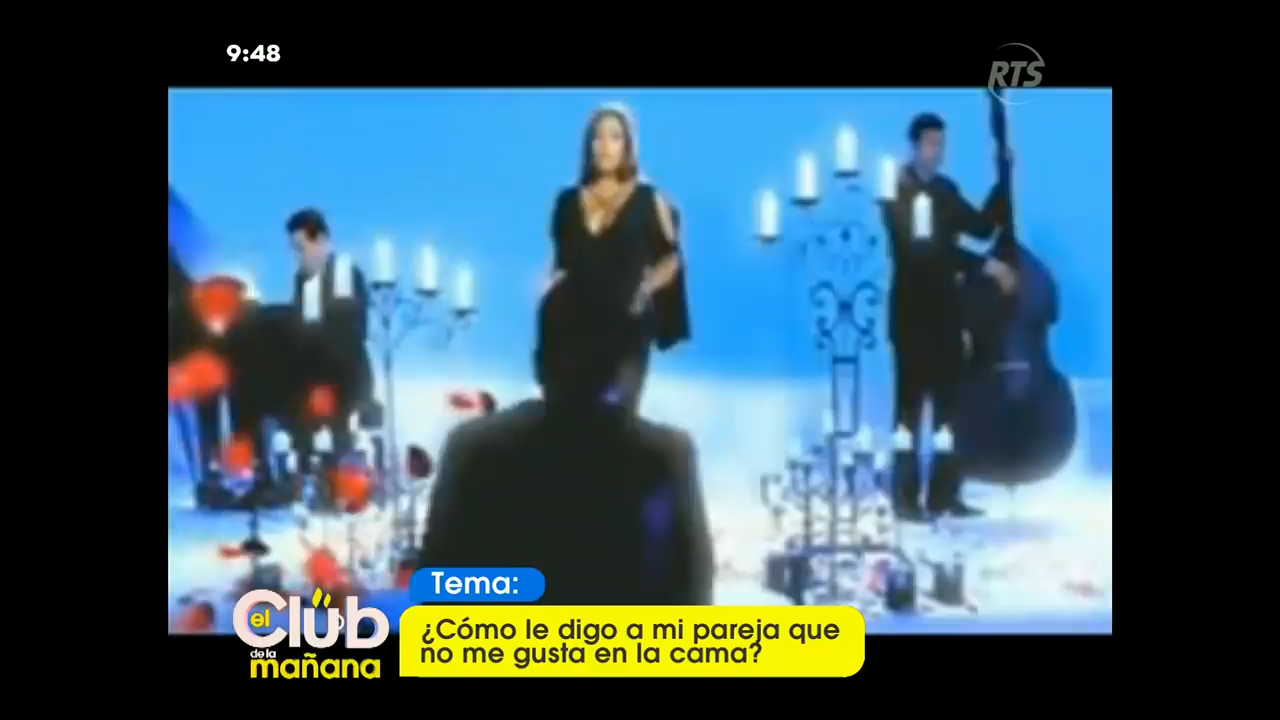 9:48
RTS
Tema:
el Club
de la
mañana
¿Cómo le digo a mi pareja que
no me gusta en la cama?